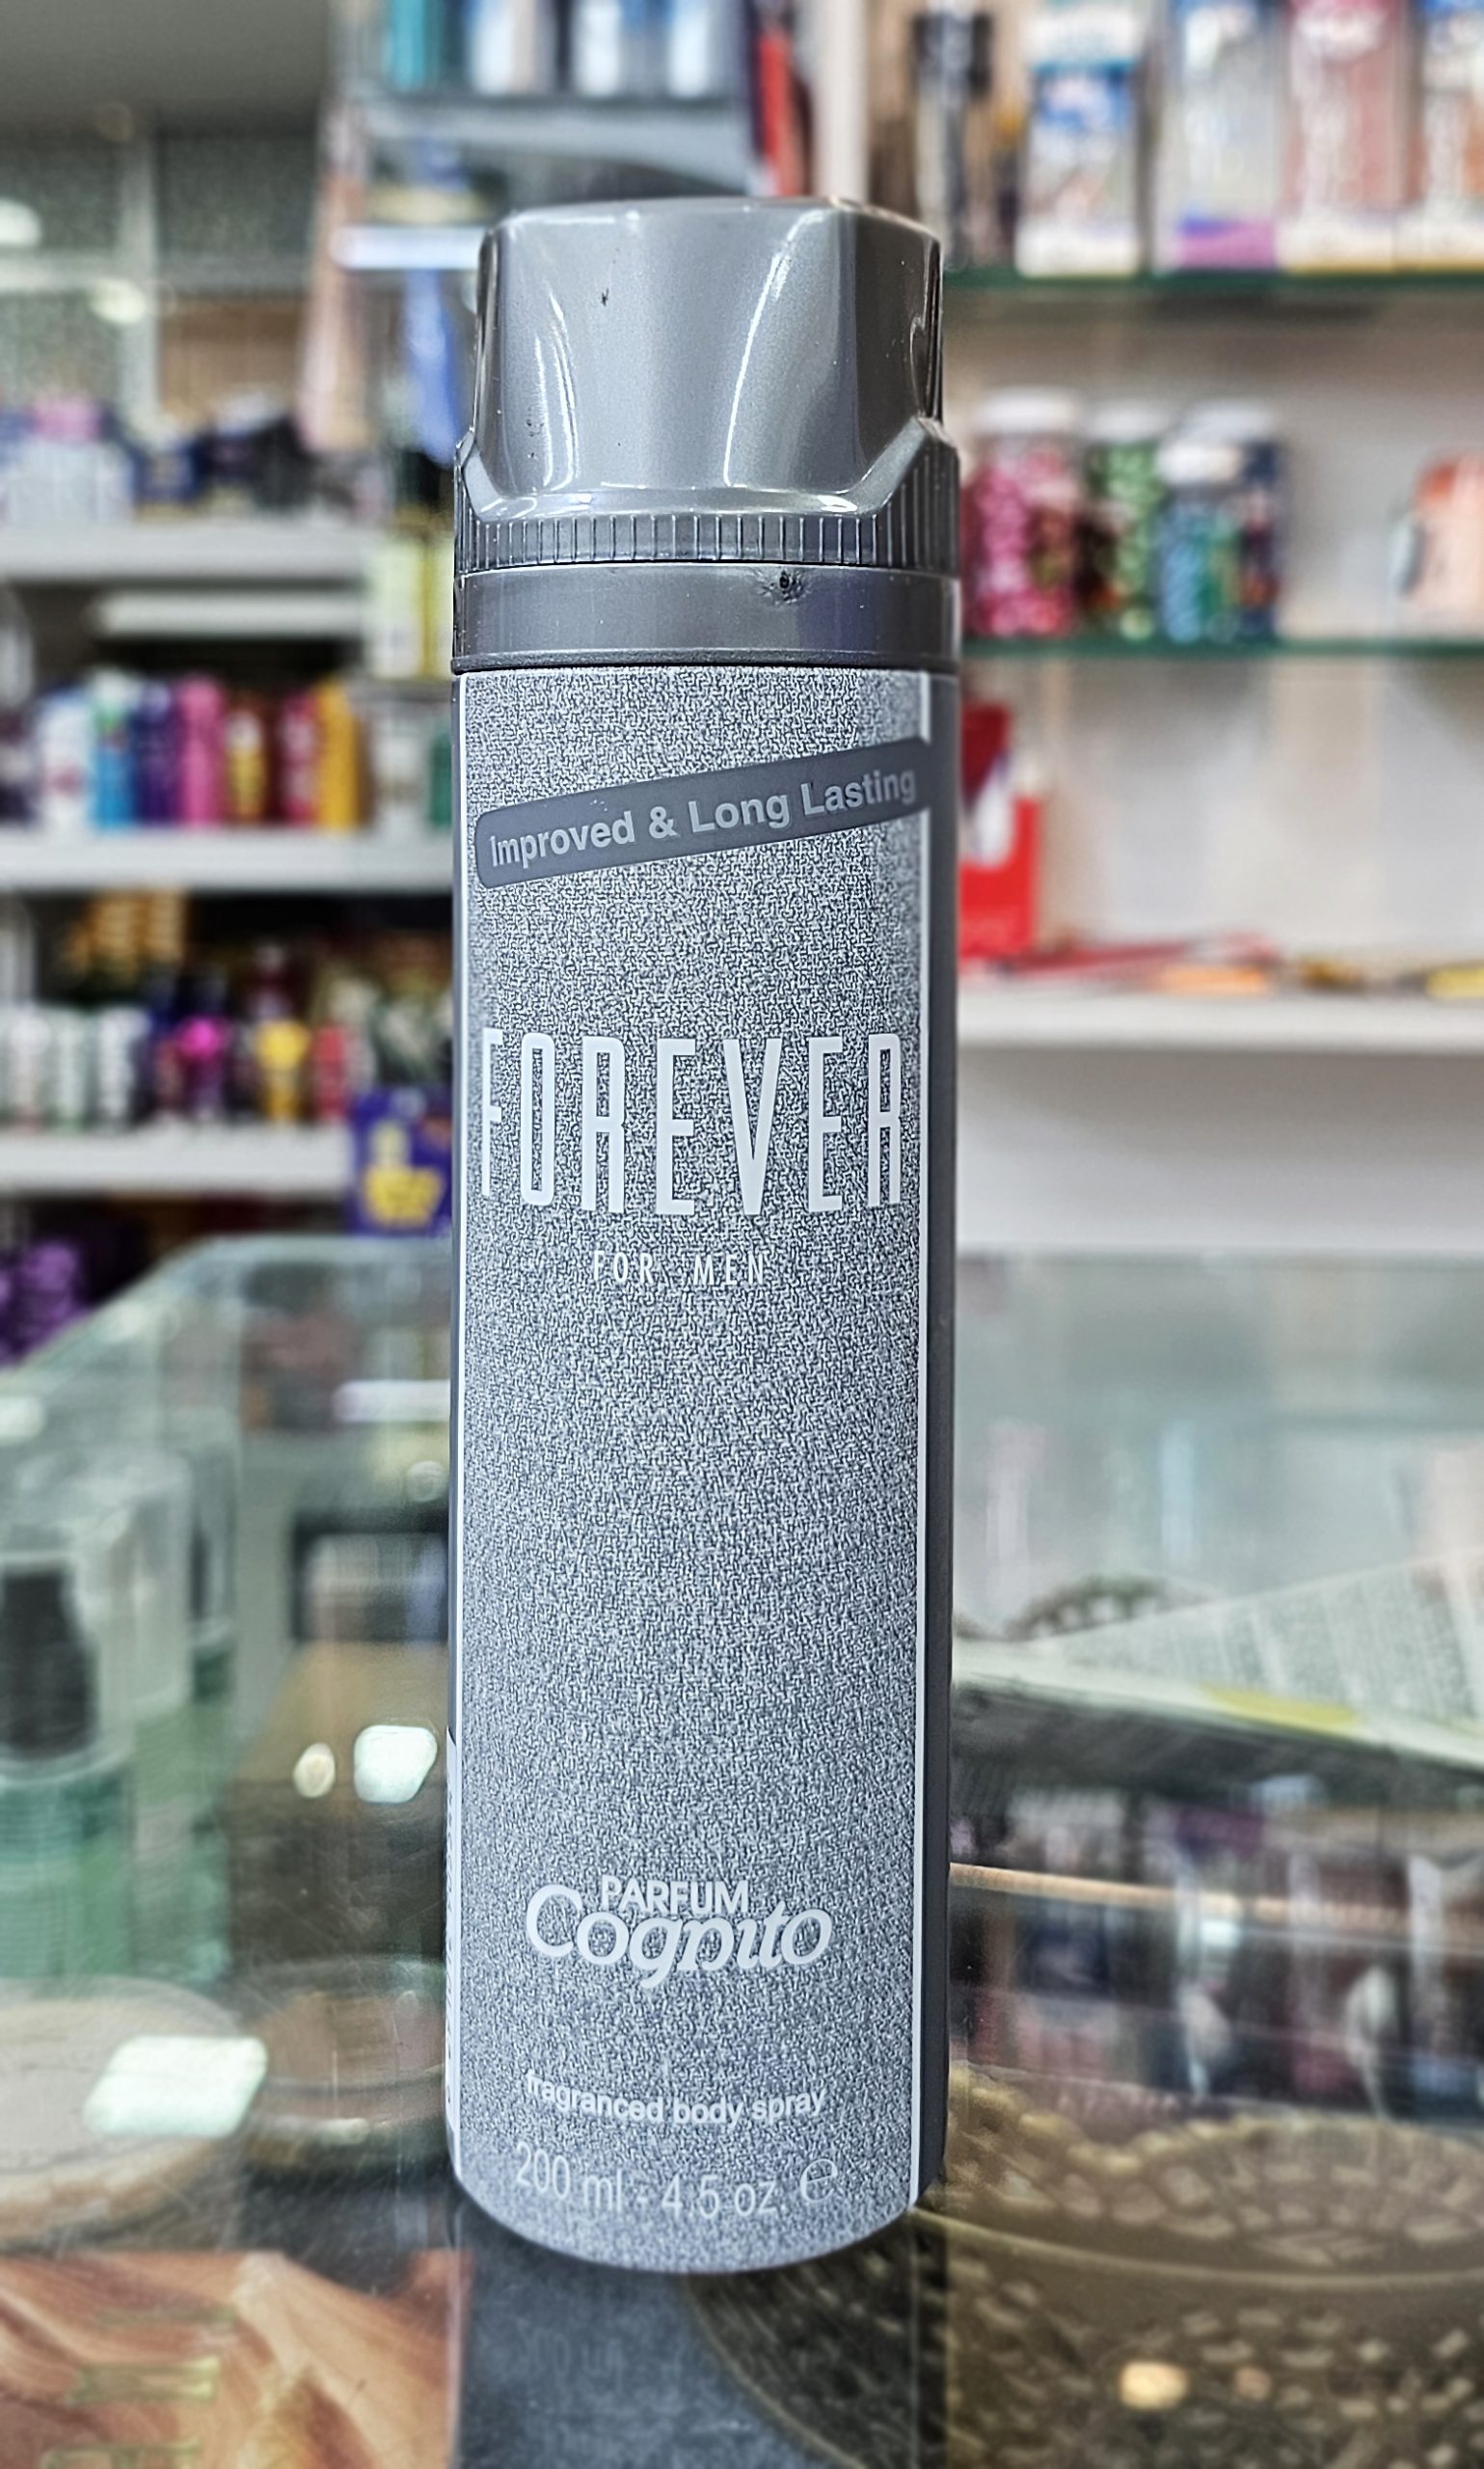 Improved & Long Lasting
FOREVER
FOR MEN
PARFUM
Cognito
fragranced body spray
200 ml - 4.5 oz. ℮